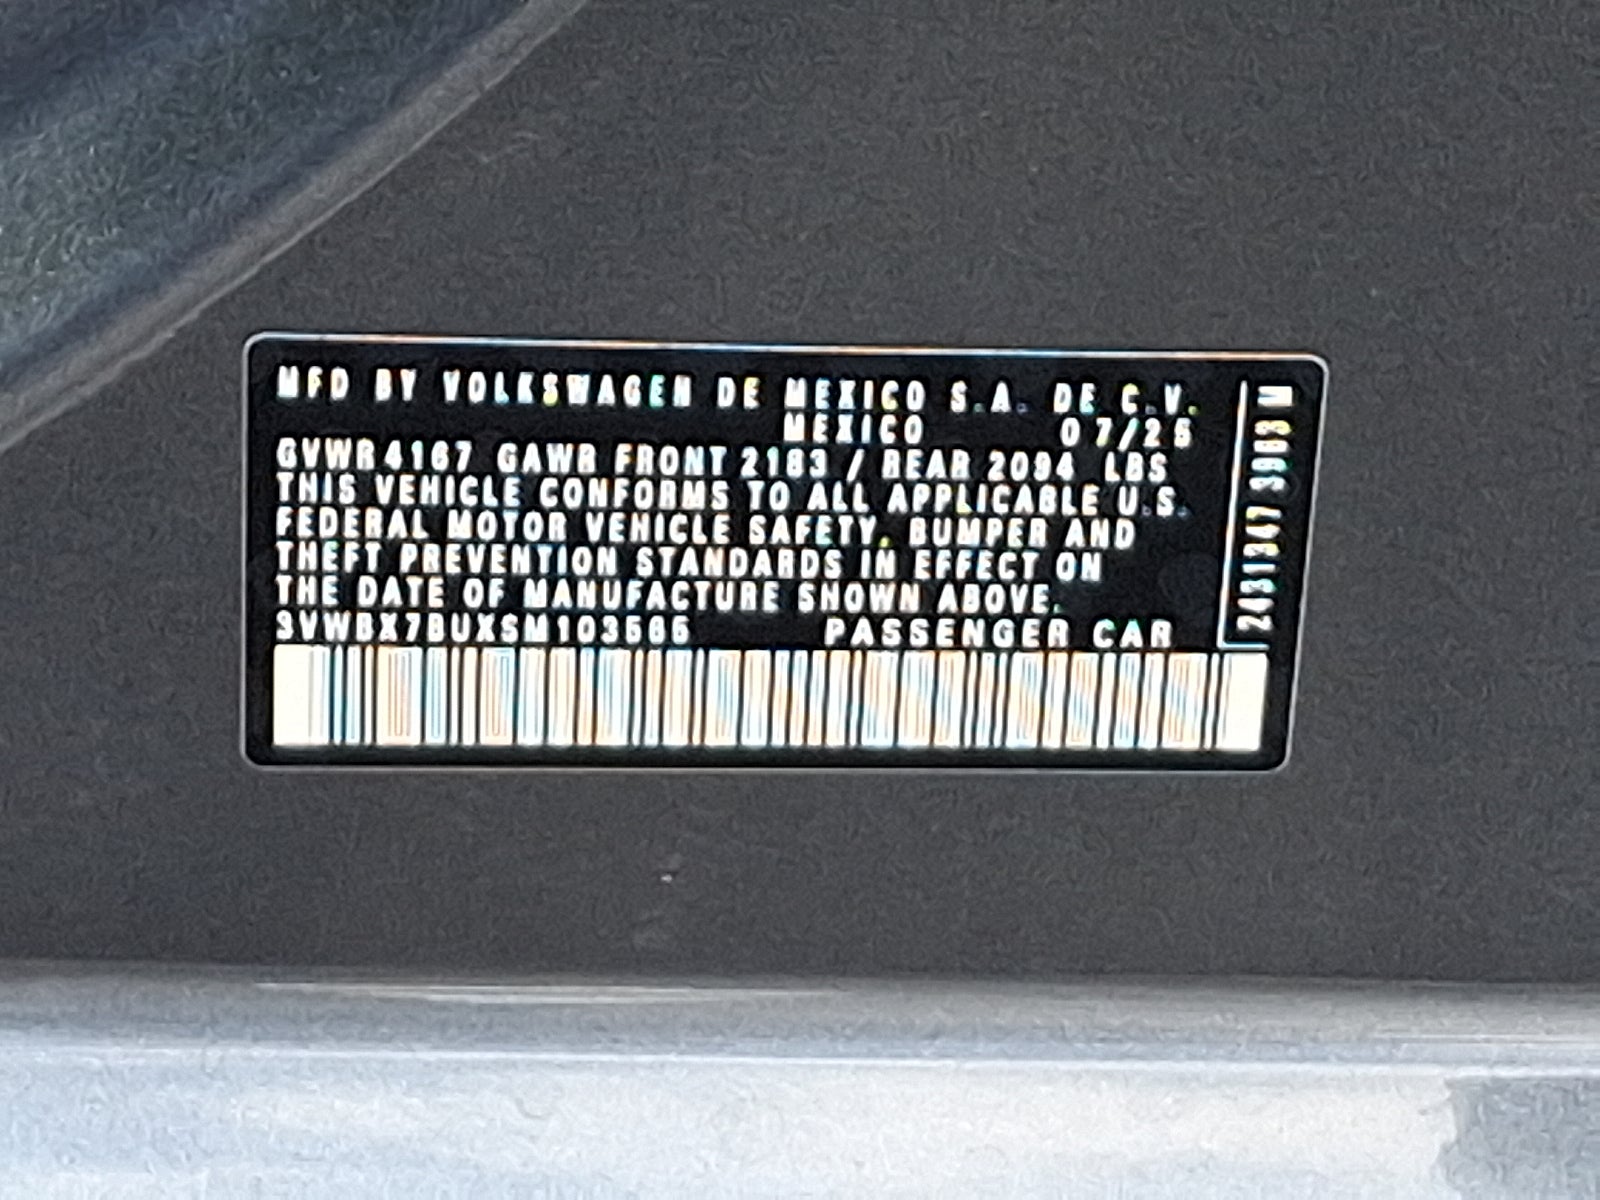 MFD BY VOLKSWAGEN DE MEXICO S.A. DE C.V.
MEXICO 07/25
GVWR 4167 GAWR FRONT 2183 / REAR 2094 LBS
THIS VEHICLE CONFORMS TO ALL APPLICABLE U.S.
FEDERAL MOTOR VEHICLE SAFETY, BUMPER AND
THEFT PREVENTION STANDARDS IN EFFECT ON
THE DATE OF MANUFACTURE SHOWN ABOVE.
3VWBX7BUXSM103565 PASSENGER CAR